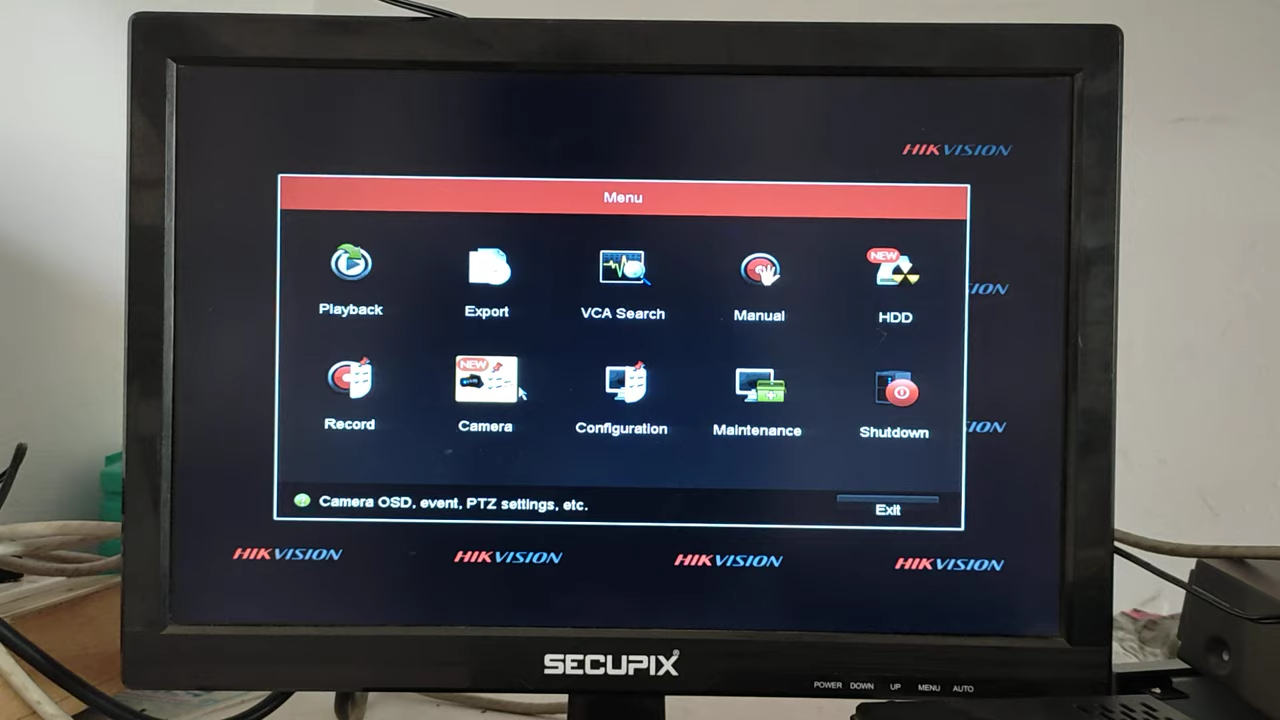 HIKVISION
Menu
NEW
Playback
Export
VCA Search
Manual
HDD
ION
NEW
Record
Camera
Configuration
Maintenance
Shutdown
ION
Camera OSD, event, PTZ settings, etc.
Exit
HIKVISION
HIKVISION
HIKVISION
HIKVISION
SECUPIX®
POWER DOWN UP MENU AUTO